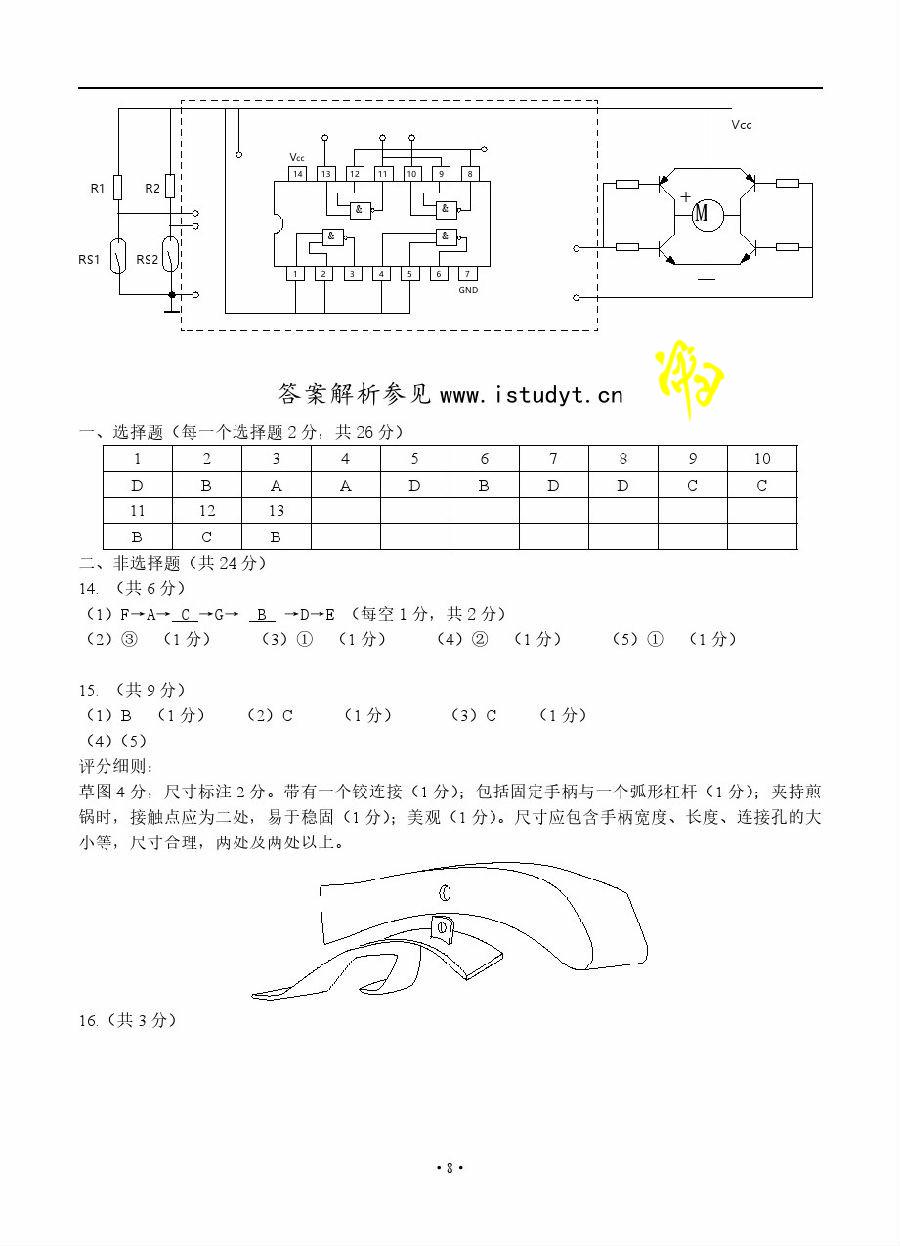 Vcc
Vcc
14 13 12 11 10 9 8
R1 R2
& &
+
M
& &
RS1 RS2
1 2 3 4 5 6 7
—
GND
答案解析参见 www.istudyt.cn
一、选择题（每一个选择题2分；共26分）
1 2 3 4 5 6 7 8 9 10
D B A A D B D D C C
11 12 13
B C B
二、非选择题（共24分）
14. （共6分）
（1）F→A→ C →G→ B →D→E （每空1分，共2分）
（2）③ （1分） （3）① （1分） （4）② （1分） （5）① （1分）
15. （共9分）
（1）B （1分） （2）C （1分） （3）C （1分）
（4）（5）
评分细则：
草图4分；尺寸标注2分。带有一个铰连接（1分）；包括固定手柄与一个弧形杠杆（1分）；夹持煎
锅时，接触点应为二处，易于稳固（1分）；美观（1分）。尺寸应包含手柄宽度、长度、连接孔的大
小等，尺寸合理，两处及两处以上。
16.（共3分）
·8·